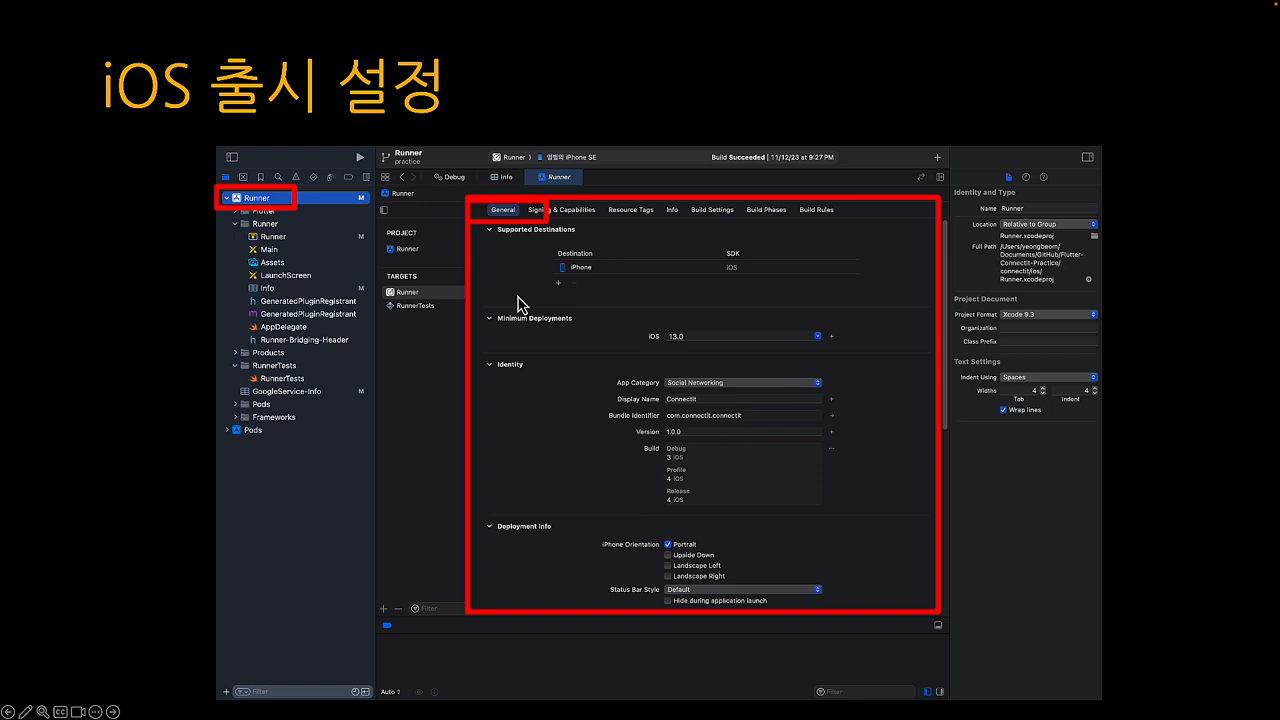 iOS 출시 설정
Runner
practice
Runner 〉 영범의 iPhone SE
Build Succeeded | 11/12/23 at 9:27 PM
Debug
Info
Runner
Runner M
Runner
Flutter
Runner
Runner M
Main
Assets
LaunchScreen
Info M
GeneratedPluginRegistrant
GeneratedPluginRegistrant
AppDelegate
Runner-Bridging-Header
Products
RunnerTests
RunnerTests
GoogleService-Info M
Pods
Frameworks
Pods
Filter
PROJECT
Runner
TARGETS
Runner
RunnerTests
Filter
General Signing & Capabilities Resource Tags Info Build Settings Build Phases Build Rules
Supported Destinations
Destination SDK
iPhone iOS
Minimum Deployments
iOS 13.0
Identity
App Category Social Networking
Display Name ConnectIt
Bundle Identifier com.connectIt.connectIt
Version 1.0.0
Build Debug
3 iOS
Profile
4 iOS
Release
4 iOS
Deployment Info
iPhone Orientation Portrait
Upside Down
Landscape Left
Landscape Right
Status Bar Style Default
Hide during application launch
Auto
Filter
Identity and Type
Name Runner
Location Relative to Group
Runner.xcodeproj
Full Path /Users/yeongbeom/
Documents/GitHub/Flutter-
ConnectIt-Practice/
connectit/ios/
Runner.xcodeproj
Project Document
Project Format Xcode 9.3
Organization
Class Prefix
Text Settings
Indent Using Spaces
Widths 4 4
Tab Indent
Wrap lines